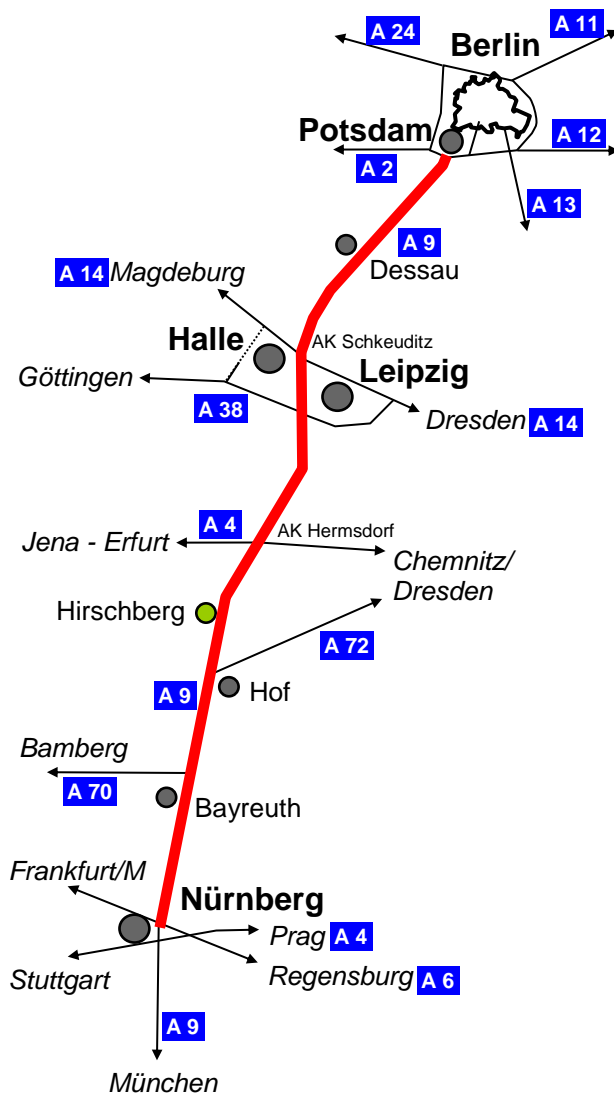 A 24
A 11
Berlin
Potsdam
A 2
A 12
A 13
A 9
Dessau
A 14 Magdeburg
AK Schkeuditz
Halle
Leipzig
Göttingen
A 38
Dresden A 14
A 4
AK Hermsdorf
Jena - Erfurt
Chemnitz/
Dresden
Hirschberg
A 72
A 9
Hof
Bamberg
A 70
Bayreuth
Frankfurt/M
Nürnberg
Prag A 4
Stuttgart
Regensburg A 6
A 9
München